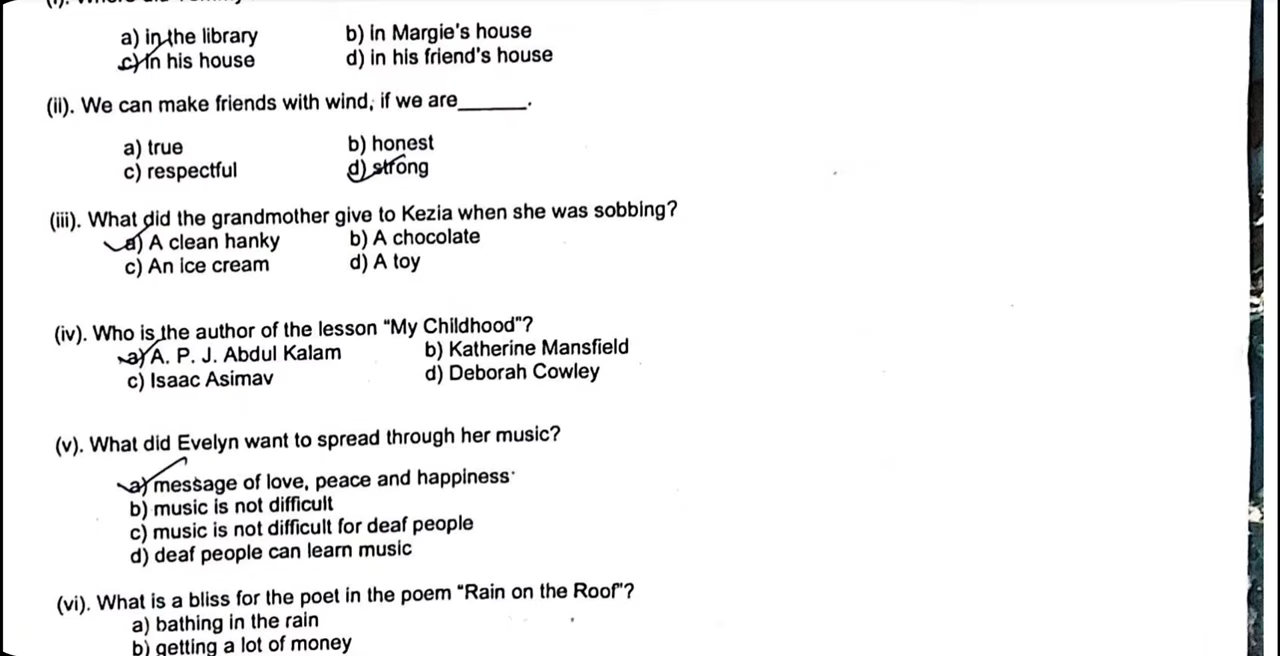 a) in the library b) in Margie's house
c) in his house d) in his friend's house
(ii). We can make friends with wind, if we are_______.
a) true b) honest
c) respectful d) strong
(iii). What did the grandmother give to Kezia when she was sobbing?
a) A clean hanky b) A chocolate
c) An ice cream d) A toy
(iv). Who is the author of the lesson “My Childhood”?
a) A. P. J. Abdul Kalam b) Katherine Mansfield
c) Isaac Asimav d) Deborah Cowley
(v). What did Evelyn want to spread through her music?
a) message of love, peace and happiness
b) music is not difficult
c) music is not difficult for deaf people
d) deaf people can learn music
(vi). What is a bliss for the poet in the poem “Rain on the Roof”?
a) bathing in the rain
b) getting a lot of money